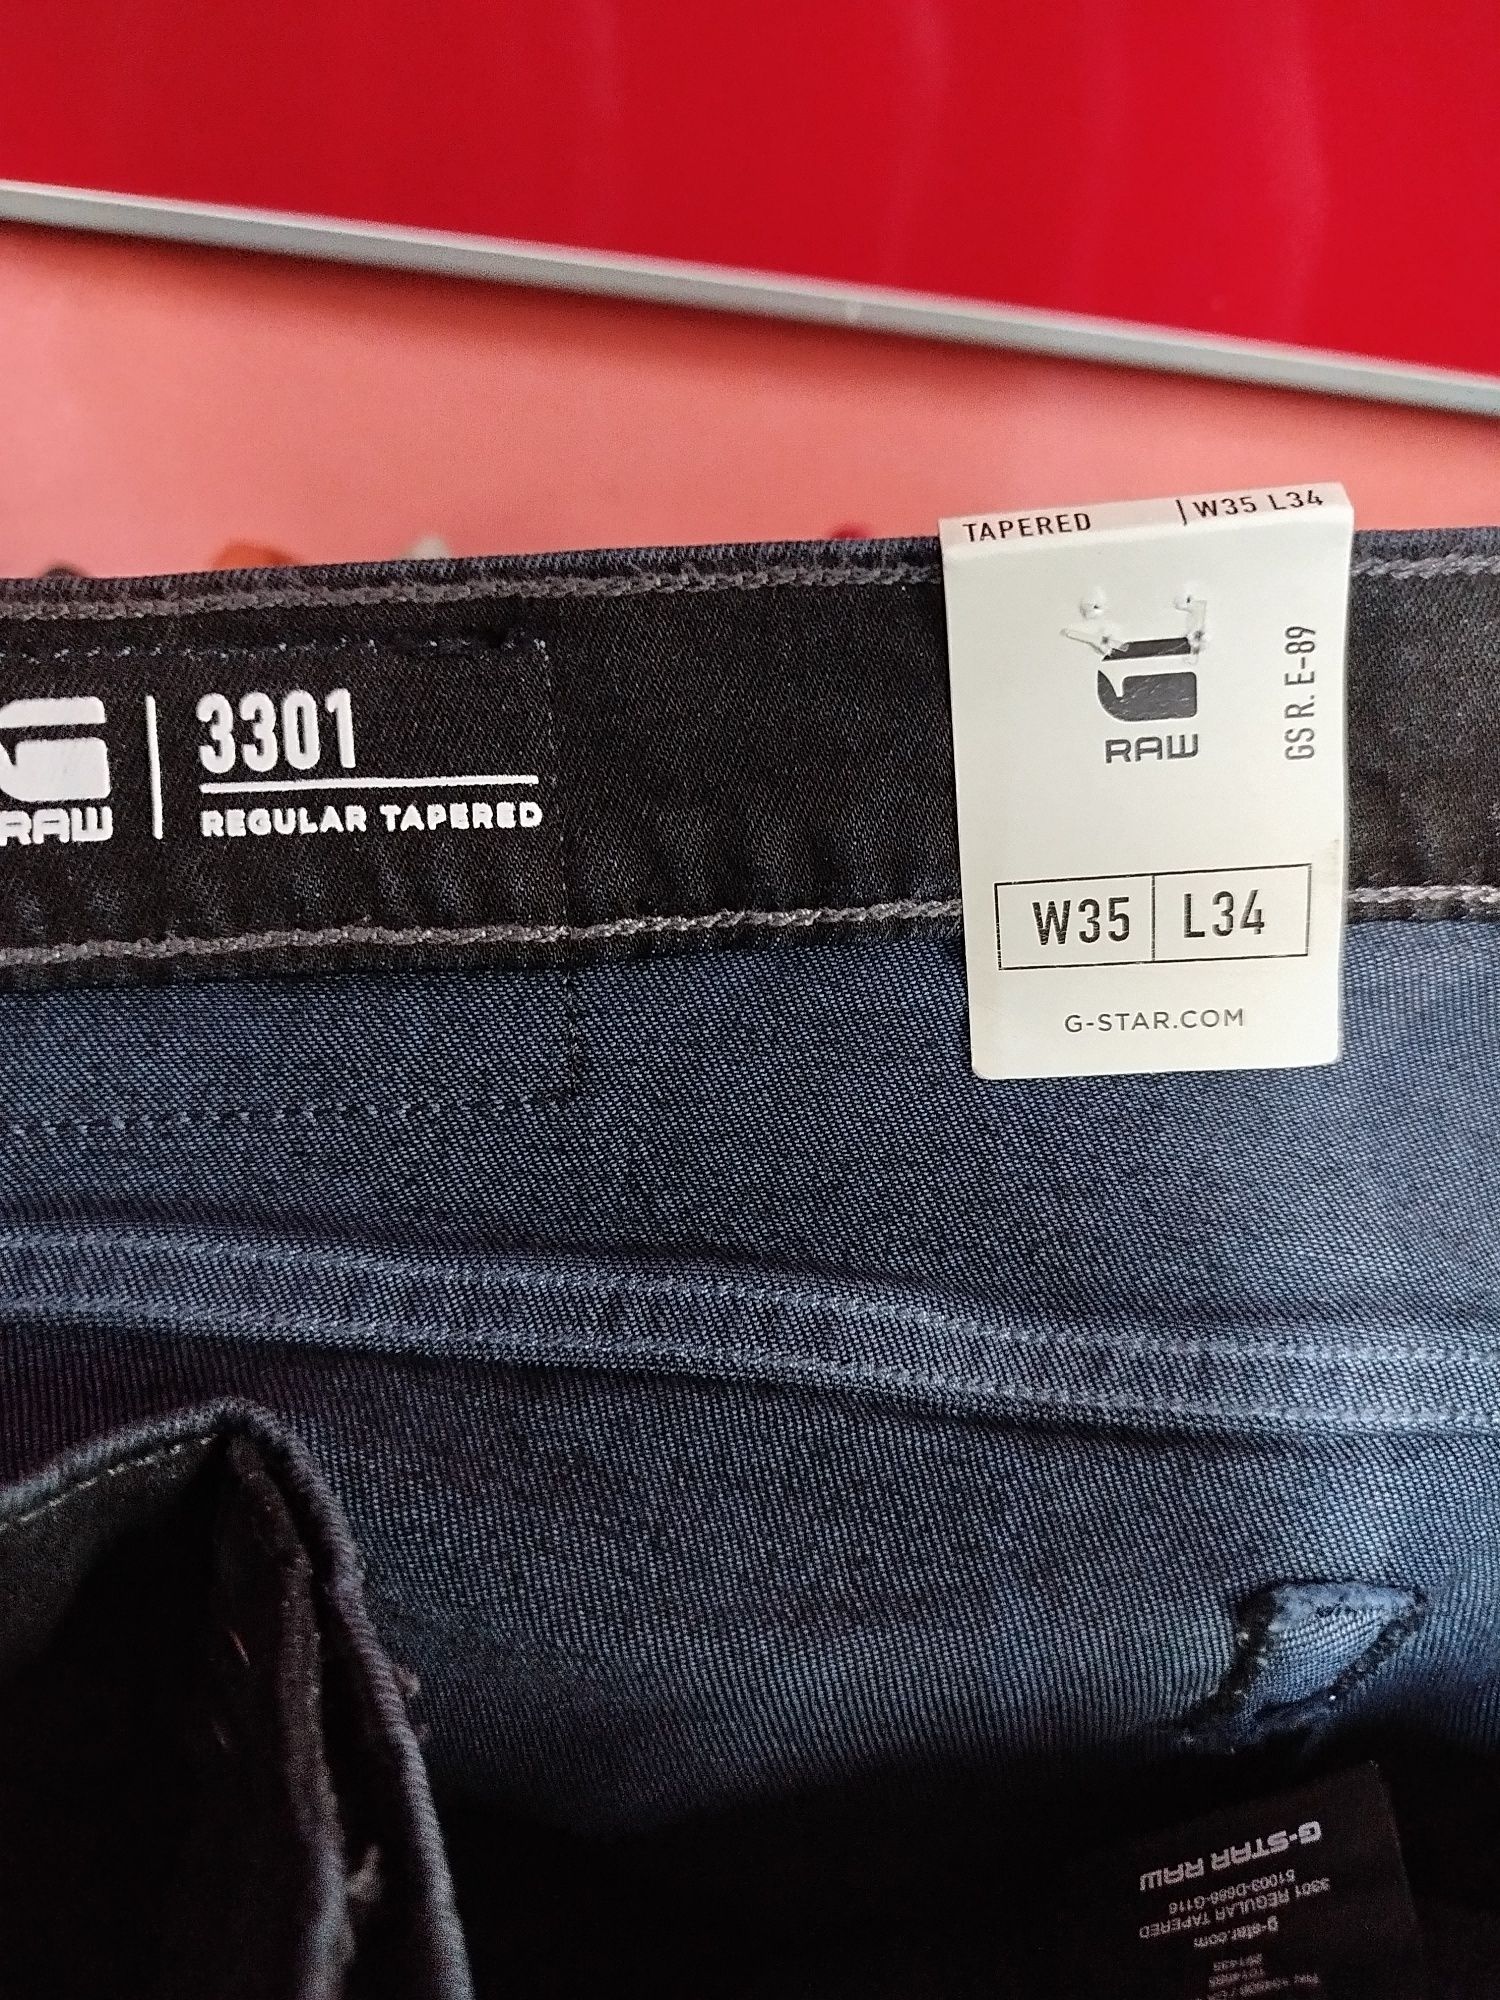 TAPERED | W35 L34
RAW
GS R. E-89
W35 L34
G-STAR.COM
RAW
3301
REGULAR TAPERED
G-STAR RAW
51003-D688-G116
3301 REGULAR TAPERED
g-star.com